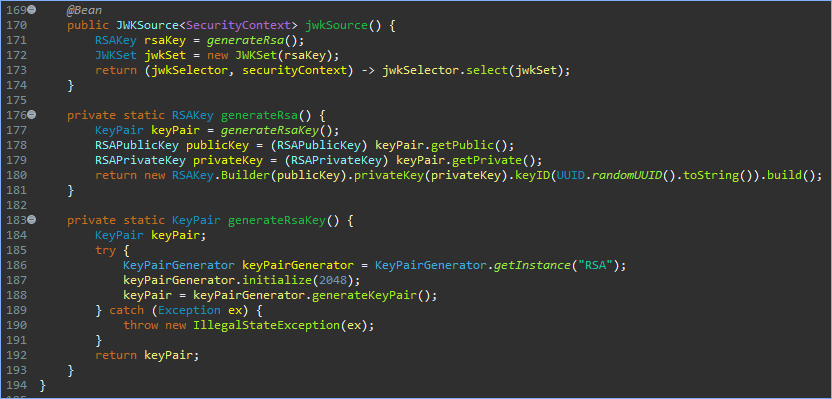 169 @Bean
170 public JWKSource<SecurityContext> jwkSource() {
171 RSAKey rsaKey = generateRsa();
172 JWKSet jwkSet = new JWKSet(rsaKey);
173 return (jwkSelector, securityContext) -> jwkSelector.select(jwkSet);
174 }
175
176 private static RSAKey generateRsa() {
177 KeyPair keyPair = generateRsaKey();
178 RSAPublicKey publicKey = (RSAPublicKey) keyPair.getPublic();
179 RSAPrivateKey privateKey = (RSAPrivateKey) keyPair.getPrivate();
180 return new RSAKey.Builder(publicKey).privateKey(privateKey).keyID(UUID.randomUUID().toString()).build();
181 }
182
183 private static KeyPair generateRsaKey() {
184 KeyPair keyPair;
185 try {
186 KeyPairGenerator keyPairGenerator = KeyPairGenerator.getInstance("RSA");
187 keyPairGenerator.initialize(2048);
188 keyPair = keyPairGenerator.generateKeyPair();
189 } catch (Exception ex) {
190 throw new IllegalStateException(ex);
191 }
192 return keyPair;
193 }
194 }